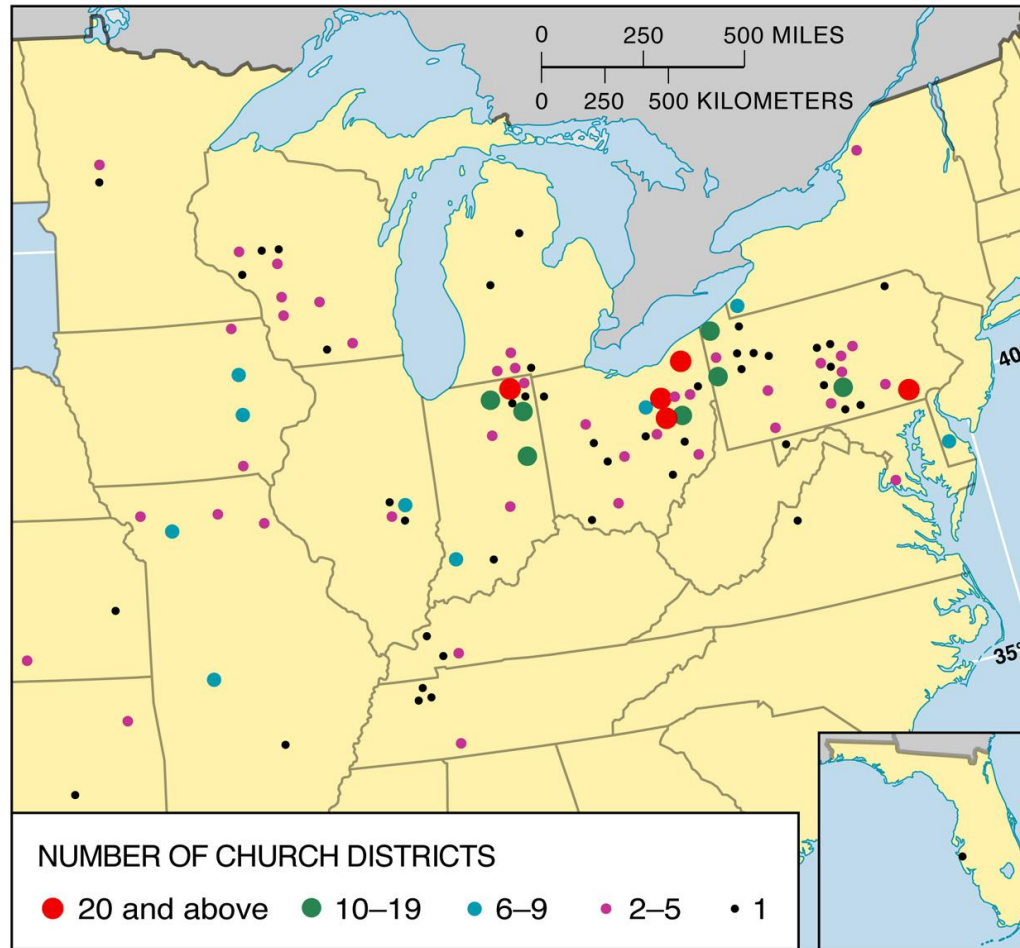 0 250 500 MILES
0 250 500 KILOMETERS
40
35°
NUMBER OF CHURCH DISTRICTS
20 and above 10–19 6–9 2–5 1